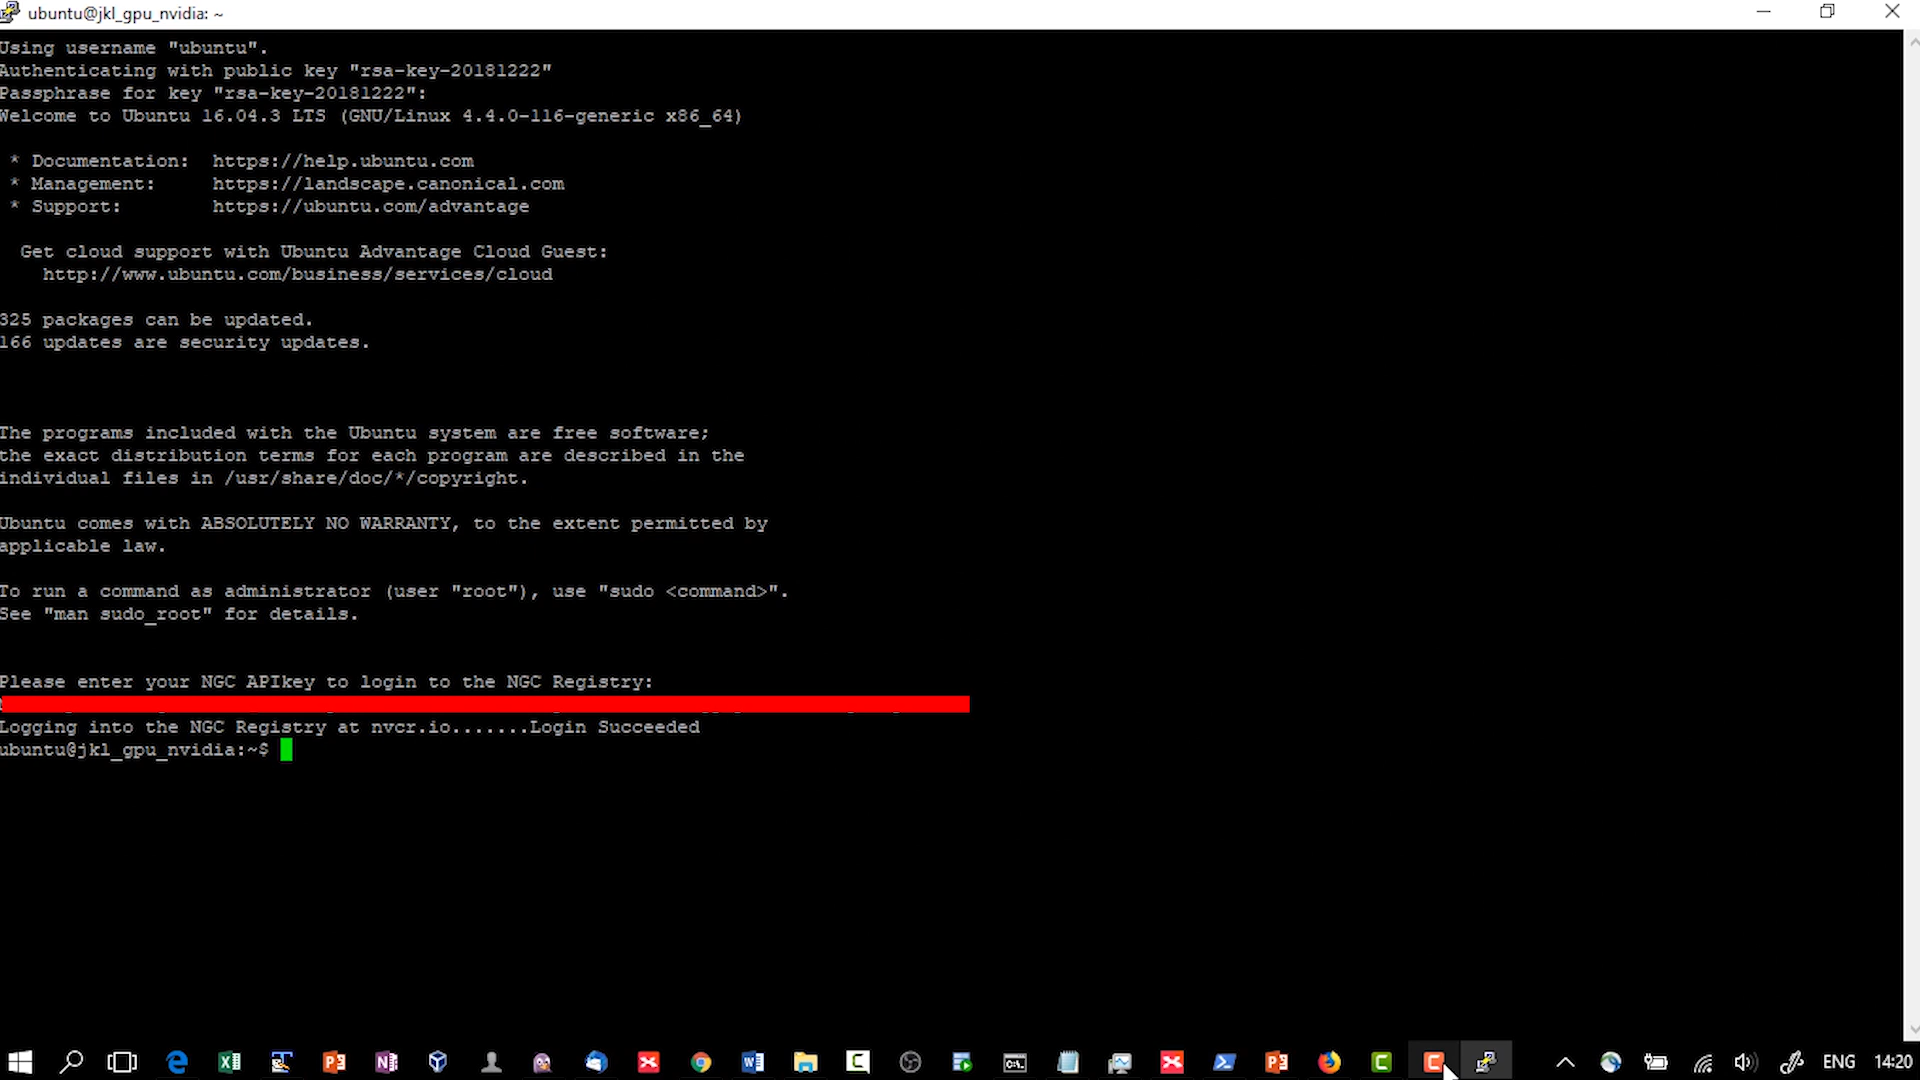 ubuntu@jkl_gpu_nvidia: ~
Using username "ubuntu".
Authenticating with public key "rsa-key-20181222"
Passphrase for key "rsa-key-20181222":
Welcome to Ubuntu 16.04.3 LTS (GNU/Linux 4.4.0-116-generic x86_64)
* Documentation: https://help.ubuntu.com
* Management: https://landscape.canonical.com
* Support: https://ubuntu.com/advantage
Get cloud support with Ubuntu Advantage Cloud Guest:
http://www.ubuntu.com/business/services/cloud
325 packages can be updated.
166 updates are security updates.
The programs included with the Ubuntu system are free software;
the exact distribution terms for each program are described in the
individual files in /usr/share/doc/*/copyright.
Ubuntu comes with ABSOLUTELY NO WARRANTY, to the extent permitted by
applicable law.
To run a command as administrator (user "root"), use "sudo <command>".
See "man sudo_root" for details.
Please enter your NGC APIkey to login to the NGC Registry:
Logging into the NGC Registry at nvcr.io.......Login Succeeded
ubuntu@jkl_gpu_nvidia:~$
ENG 14:20